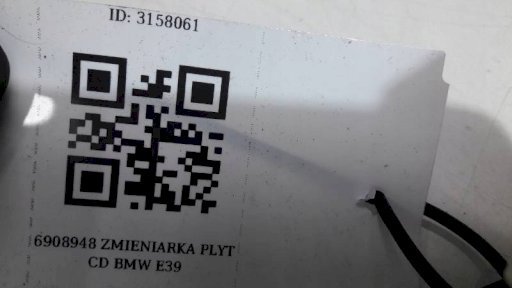 ID: 3158061
6908948 ZMIENIARKA PLYT
CD BMW E39